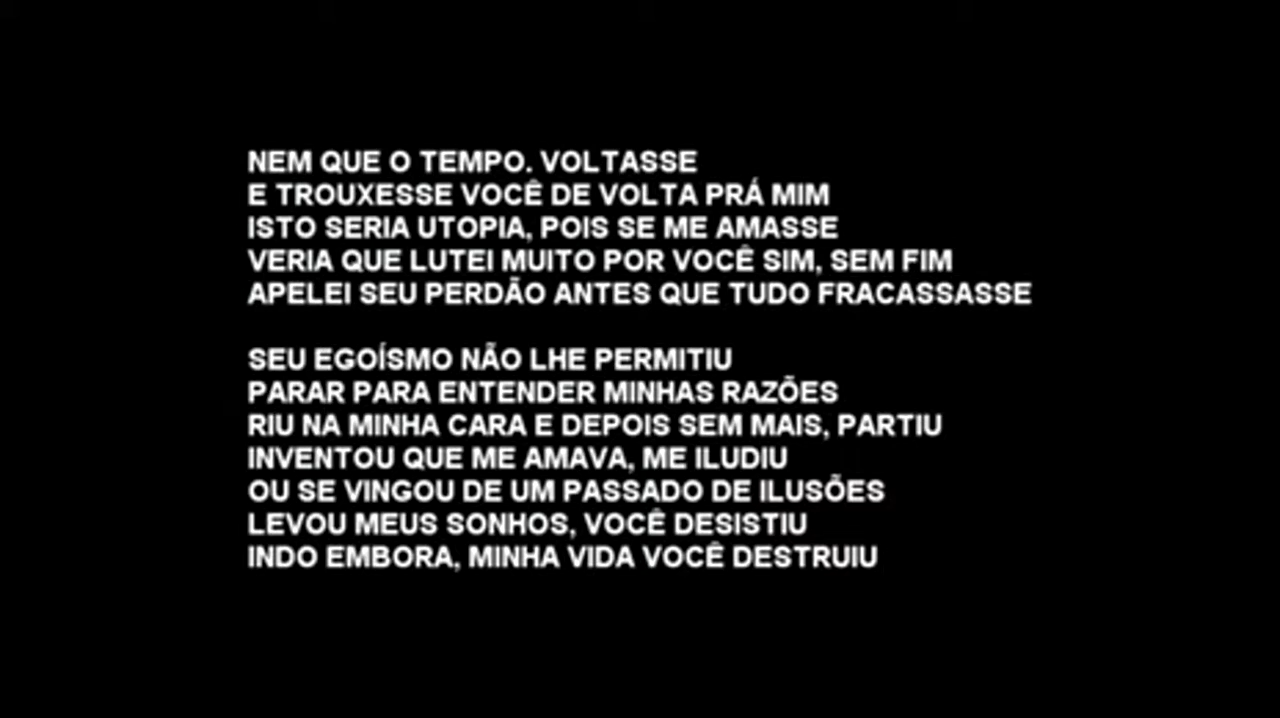 NEM QUE O TEMPO. VOLTASSE
E TROUXESSE VOCÊ DE VOLTA PRÁ MIM
ISTO SERIA UTOPIA, POIS SE ME AMASSE
VERIA QUE LUTEI MUITO POR VOCÊ SIM, SEM FIM
APELEI SEU PERDÃO ANTES QUE TUDO FRACASSASSE
SEU EGOÍSMO NÃO LHE PERMITIU
PARAR PARA ENTENDER MINHAS RAZÕES
RIU NA MINHA CARA E DEPOIS SEM MAIS, PARTIU
INVENTOU QUE ME AMAVA, ME ILUDIU
OU SE VINGOU DE UM PASSADO DE ILUSÕES
LEVOU MEUS SONHOS, VOCÊ DESISTIU
INDO EMBORA, MINHA VIDA VOCÊ DESTRUIU